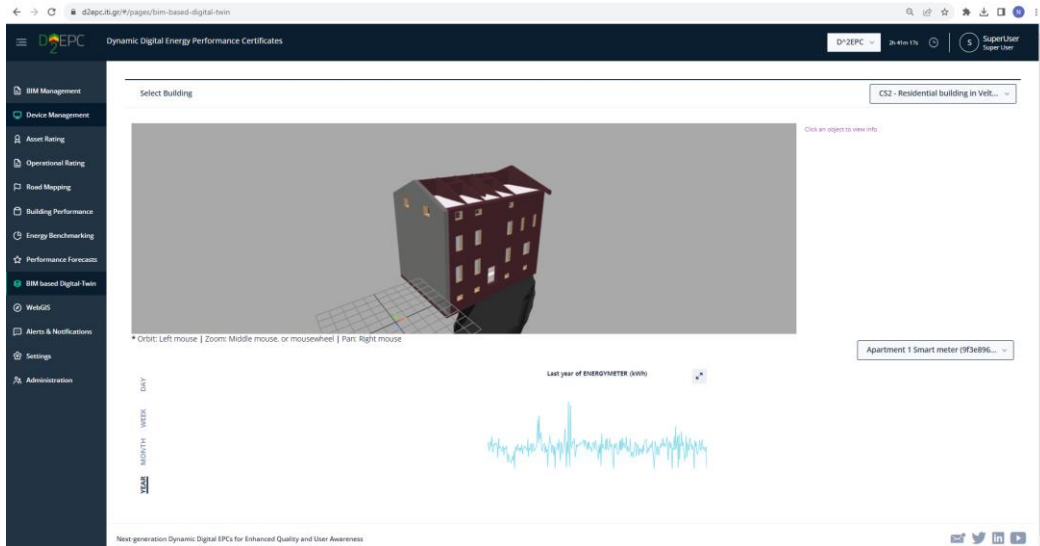 d2epc.iti.gr/#/pages/bim-based-digital-twin
N
D2EPC
Dynamic Digital Energy Performance Certificates
D^2EPC
2h 41m 17s
S
SuperUser
Super User
BIM Management
Device Management
Asset Rating
Operational Rating
Road Mapping
Building Performance
Energy Benchmarking
Performance Forecasts
BIM based Digital-Twin
WebGIS
Alerts & Notifications
Settings
Administration
Select Building
CS2 - Residential building in Velt...
Click an object to view info
* Orbit: Left mouse | Zoom: Middle mouse, or mousewheel | Pan: Right mouse
Apartment 1 Smart meter (9f3e896...
Last year of ENERGYMETER (kWh)
DAY
WEEK
MONTH
YEAR
Next-generation Dynamic Digital EPCs for Enhanced Quality and User Awareness